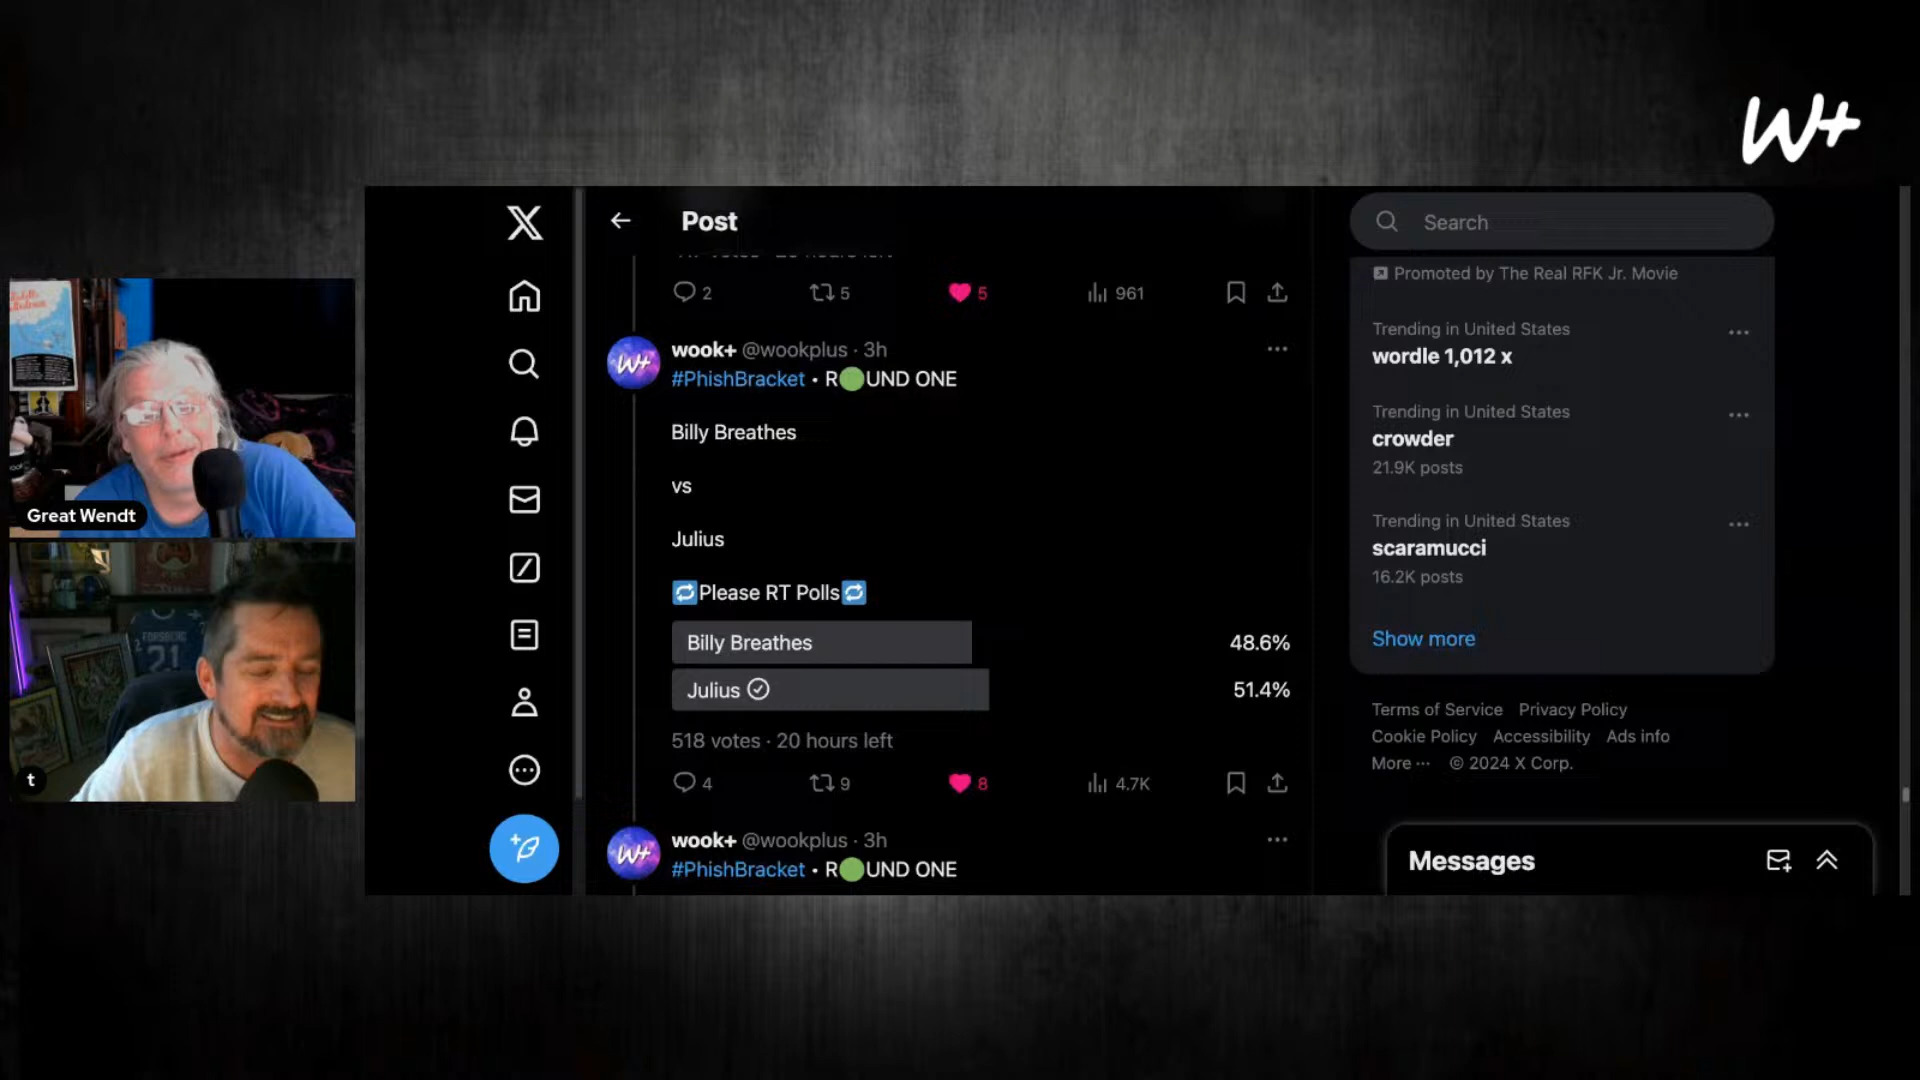 W+
Post
Search
2
5
5
961
Promoted by The Real RFK Jr. Movie
Trending in United States
wordle 1,012 x
wook+ @wookplus · 3h
#PhishBracket • R🟢UND ONE
Billy Breathes
vs
Julius
🔁Please RT Polls🔁
Billy Breathes 48.6%
Julius 51.4%
518 votes · 20 hours left
4
9
8
4.7K
wook+ @wookplus · 3h
#PhishBracket • R🟢UND ONE
Trending in United States
crowder
21.9K posts
Trending in United States
scaramucci
16.2K posts
Show more
Terms of Service Privacy Policy
Cookie Policy Accessibility Ads info
More ··· © 2024 X Corp.
Messages
Great Wendt
FORSBERG
21
t
W+
W+